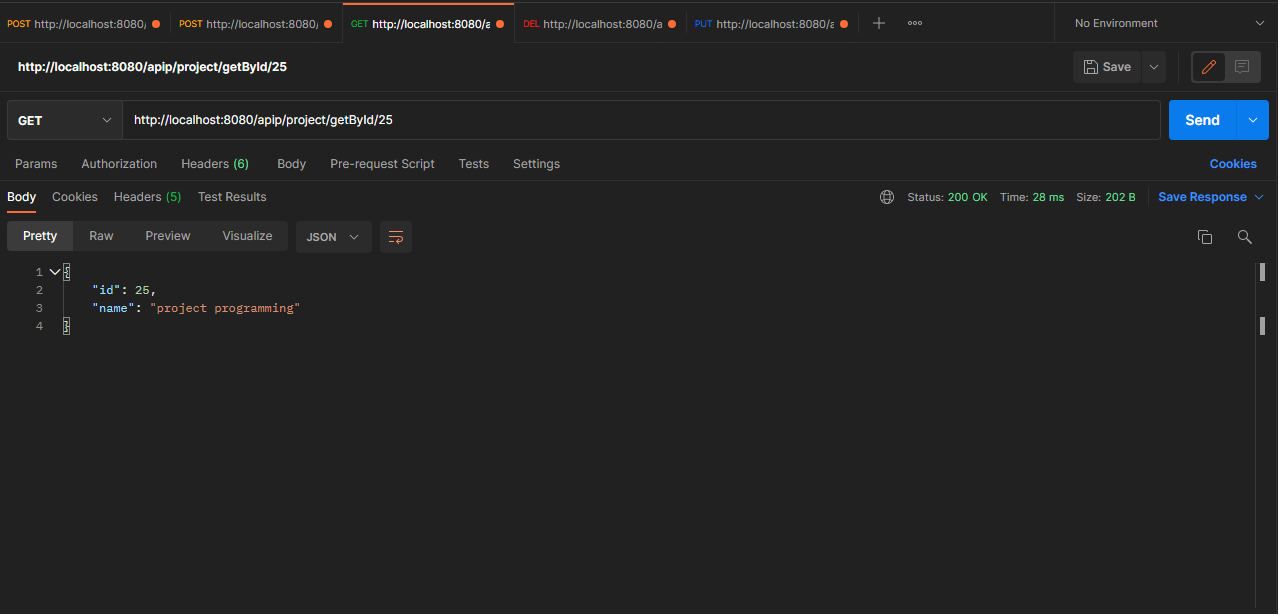 POST http://localhost:8080/ POST http://localhost:8080/ GET http://localhost:8080/a DEL http://localhost:8080/a PUT http://localhost:8080/a No Environment
http://localhost:8080/apip/project/getById/25 Save
GET http://localhost:8080/apip/project/getById/25 Send
Params Authorization Headers (6) Body Pre-request Script Tests Settings Cookies
Body Cookies Headers (5) Test Results Status: 200 OK Time: 28 ms Size: 202 B Save Response
Pretty Raw Preview Visualize JSON
1 {
2 "id": 25,
3 "name": "project programming"
4 }